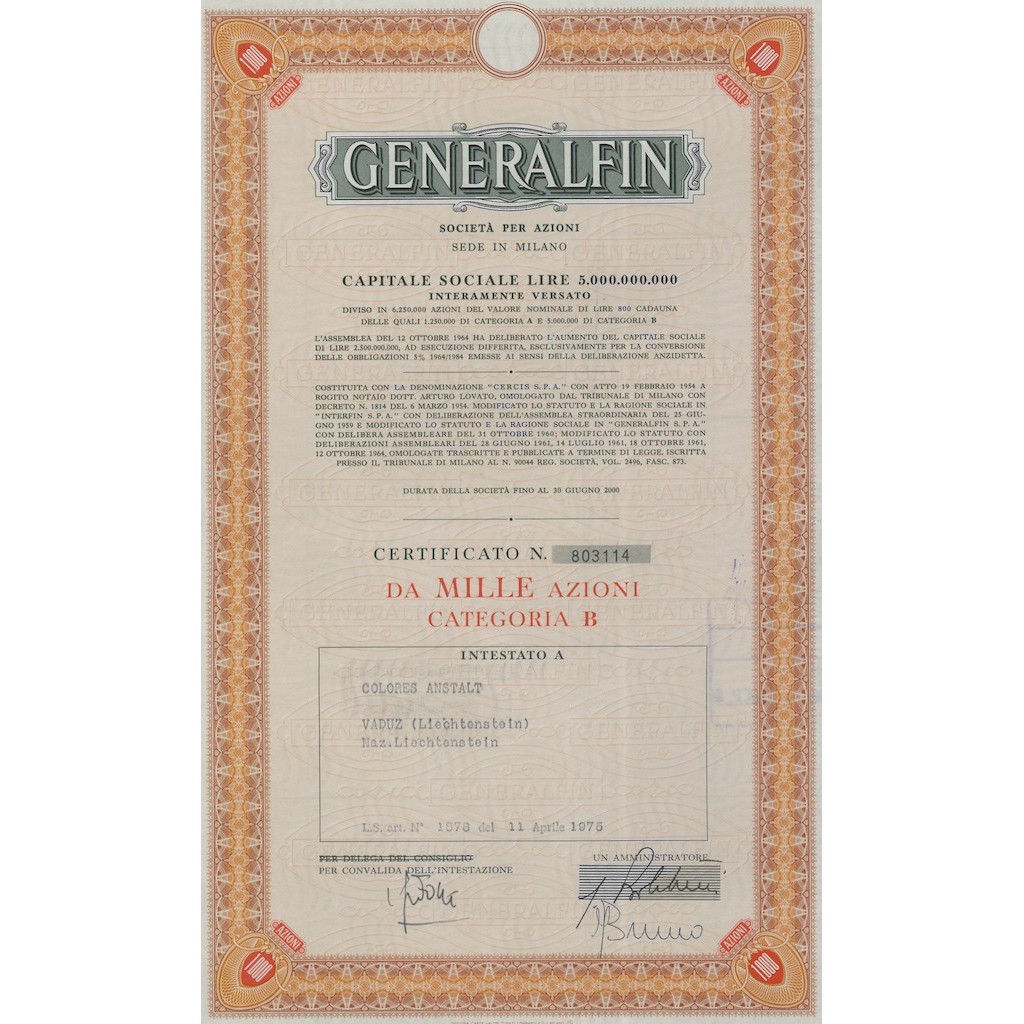 1000
1000
AZIONI
AZIONI
GENERALFIN
SOCIETÀ PER AZIONI
SEDE IN MILANO
CAPITALE SOCIALE LIRE 5.000.000.000
INTERAMENTE VERSATO
DIVISO IN 6.250.000 AZIONI DEL VALORE NOMINALE DI LIRE 800 CADAUNA
DELLE QUALI 1.250.000 DI CATEGORIA A E 5.000.000 DI CATEGORIA B
L'ASSEMBLEA DEL 12 OTTOBRE 1964 HA DELIBERATO L'AUMENTO DEL CAPITALE SOCIALE
DI LIRE 2.500.000.000, AD ESECUZIONE DIFFERITA, ESCLUSIVAMENTE PER LA CONVERSIONE
DELLE OBBLIGAZIONI 5% 1964/1984 EMESSE AI SENSI DELLA DELIBERAZIONE ANZIDETTA.
COSTITUITA CON LA DENOMINAZIONE "CERCIS S.P.A." CON ATTO 19 FEBBRAIO 1954 A
ROGITO NOTAIO DOTT. ARTURO LOVATO, OMOLOGATO DAL TRIBUNALE DI MILANO CON
DECRETO N. 1814 DEL 6 MARZO 1954. MODIFICATO LO STATUTO E LA RAGIONE SOCIALE IN
"INTERFIN S.P.A." CON DELIBERAZIONE DELL'ASSEMBLEA STRAORDINARIA DEL 25 GIU-
GNO 1959 E MODIFICATO LO STATUTO E LA RAGIONE SOCIALE IN "GENERALFIN S.P.A."
CON DELIBERA ASSEMBLEARE DEL 31 OTTOBRE 1960; MODIFICATO LO STATUTO CON
DELIBERAZIONI ASSEMBLEARI DEL 28 GIUGNO 1961, 14 LUGLIO 1961, 18 OTTOBRE 1961,
12 OTTOBRE 1964, OMOLOGATE TRASCRITTE E PUBBLICATE A TERMINE DI LEGGE. ISCRITTA
PRESSO IL TRIBUNALE DI MILANO AL N. 90044 REG. SOCIETÀ, VOL. 2496, FASC. 873.
DURATA DELLA SOCIETÀ FINO AL 30 GIUGNO 2000
CERTIFICATO N. 803114
DA MILLE AZIONI
CATEGORIA B
INTESTATO A
COLORES ANSTALT
VADUZ (Liechtenstein)
Naz.Liechtenstein
L.S. art. N° 1878 del 11 Aprile 1975
PER DELEGA DEL CONSIGLIO
UN AMMINISTRATORE
PER CONVALIDA DELL'INTESTAZIONE
Bruno
AZIONI
AZIONI
1000
1000